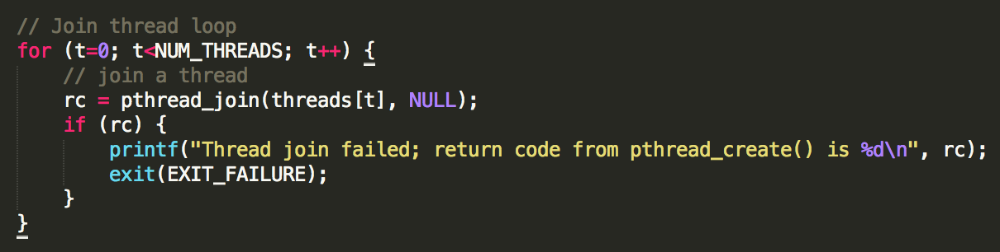 // Join thread loop
for (t=0; t<NUM_THREADS; t++) {
    // join a thread
    rc = pthread_join(threads[t], NULL);
    if (rc) {
        printf("Thread join failed; return code from pthread_create() is %d\n", rc);
        exit(EXIT_FAILURE);
    }
}